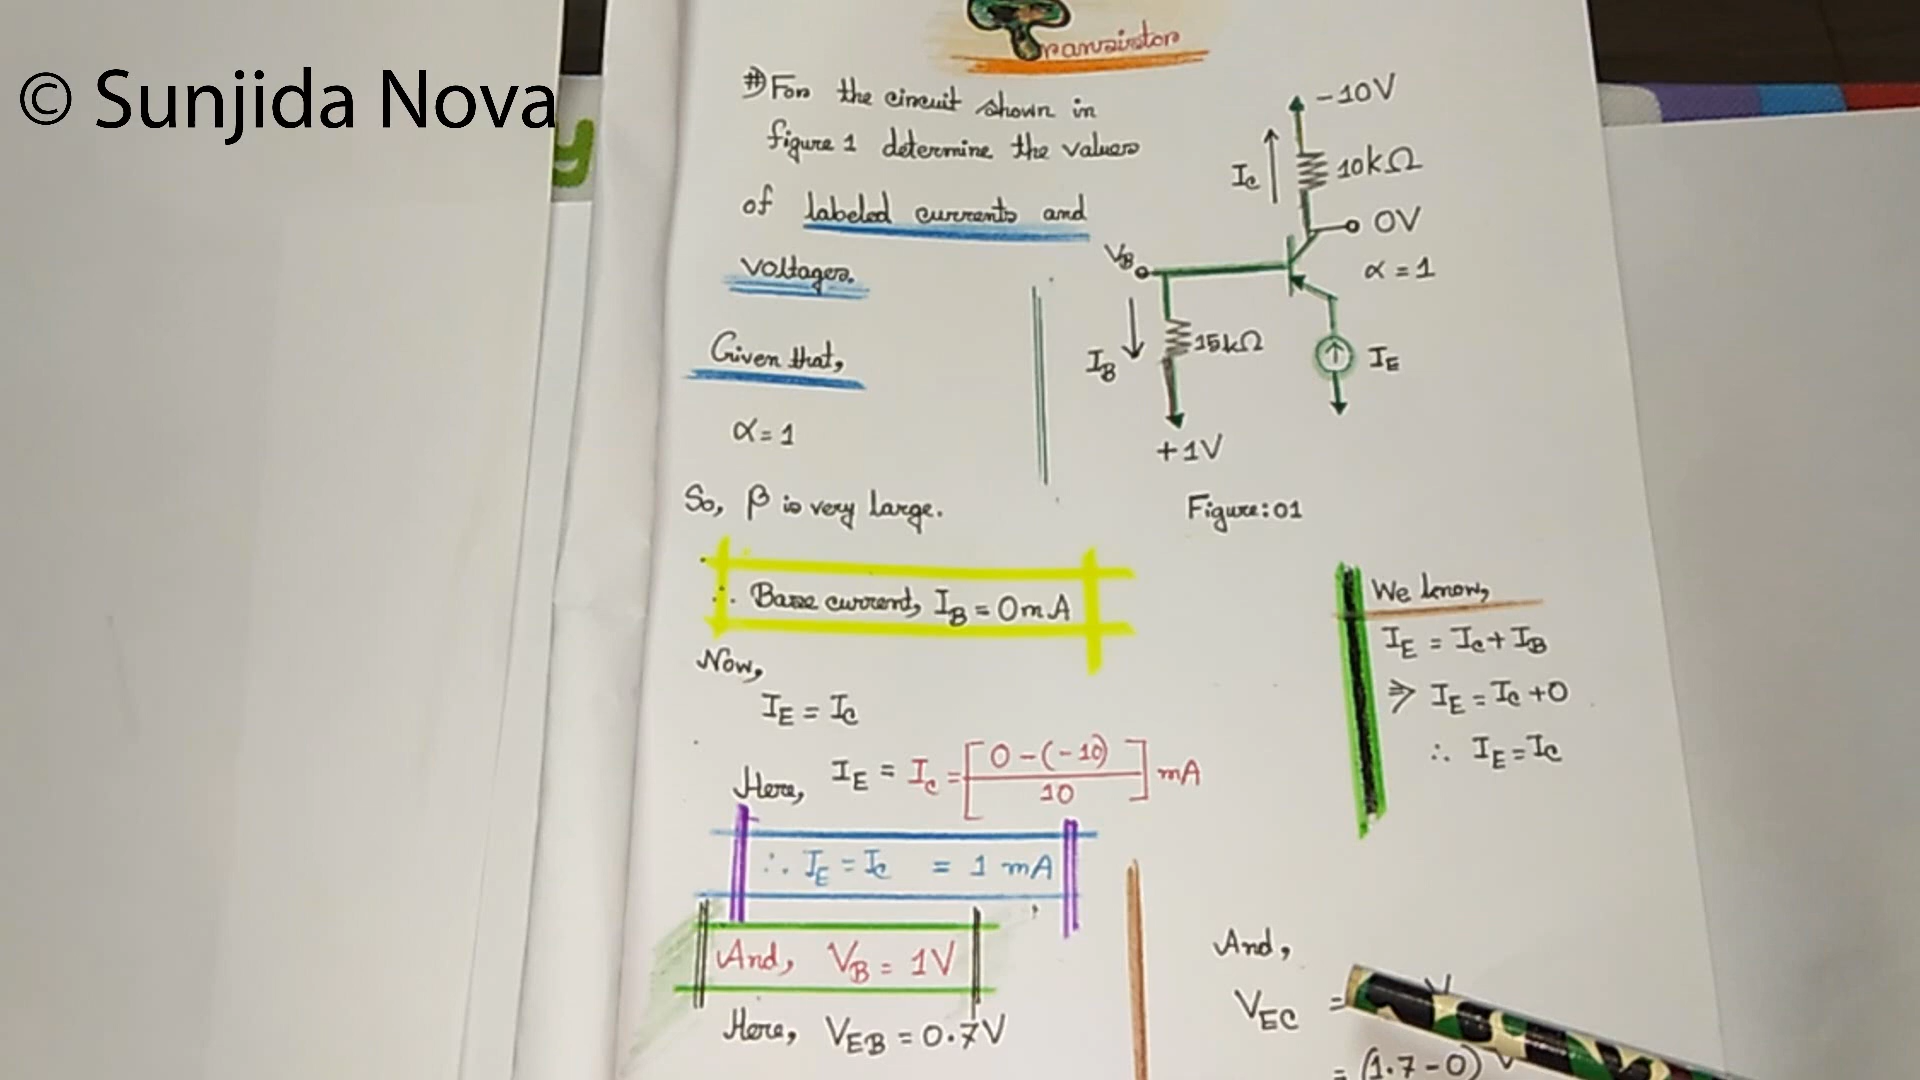 © Sunjida Nova
Transistor
#) For the circuit shown in
figure 1 determine the values
of labeled currents and
voltages.
Given that,
α = 1
So, β is very large.
∴ Base current, IB = 0mA
Now,
IE = Ic
Here, IE = Ic = [0-(-10)/10] mA
∴ IE = Ic = 1 mA
And, VB = 1V
Here, VEB = 0.7V
-10V
Ic
10kΩ
0V
α = 1
VB
IB
15kΩ
IE
+1V
Figure:01
We know,
IE = Ic + IB
⇒ IE = Ic + 0
∴ IE = Ic
And,
VEC =
= (1.7-0) V